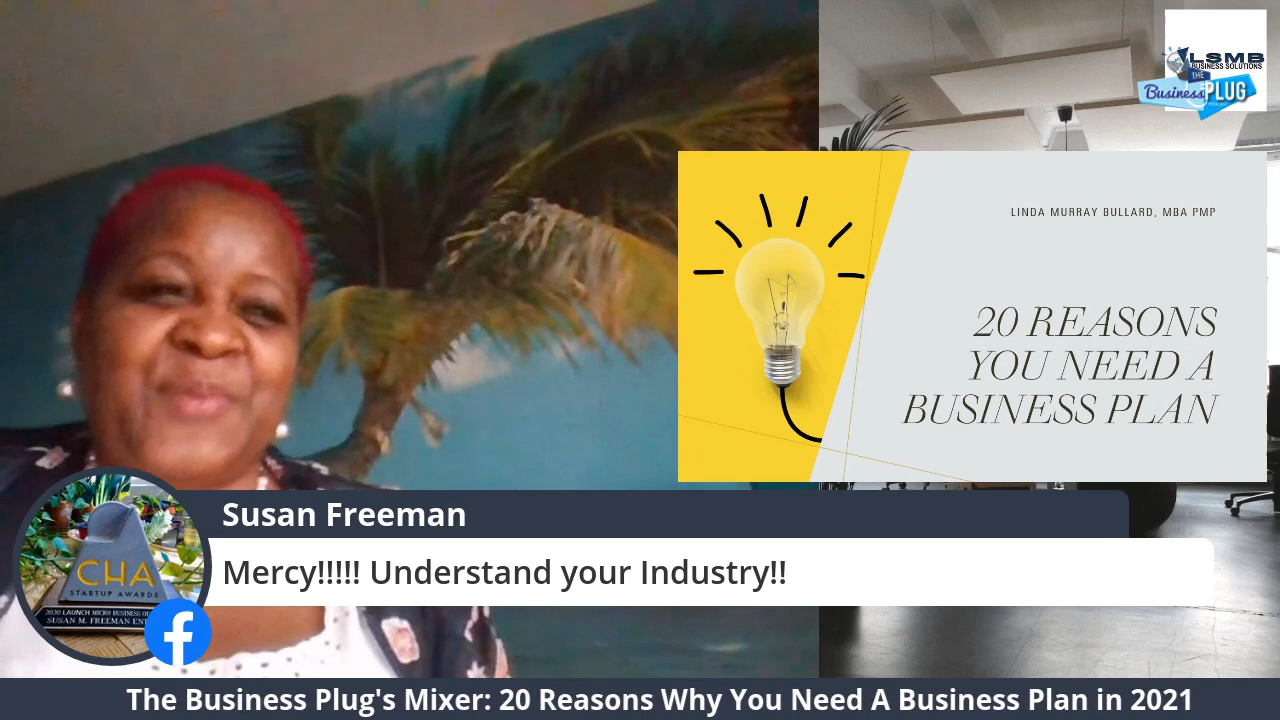 LSMB
BUSINESS SOLUTIONS
THE
Business PLUG
PODCAST
LINDA MURRAY BULLARD, MBA PMP
20 REASONS
YOU NEED A
BUSINESS PLAN
Susan Freeman
Mercy!!!!! Understand your Industry!!
CHA
STARTUP AWARDS
2020 LAUNCH MICRO BUSINESS
SUSAN M. FREEMAN
The Business Plug's Mixer: 20 Reasons Why You Need A Business Plan in 2021